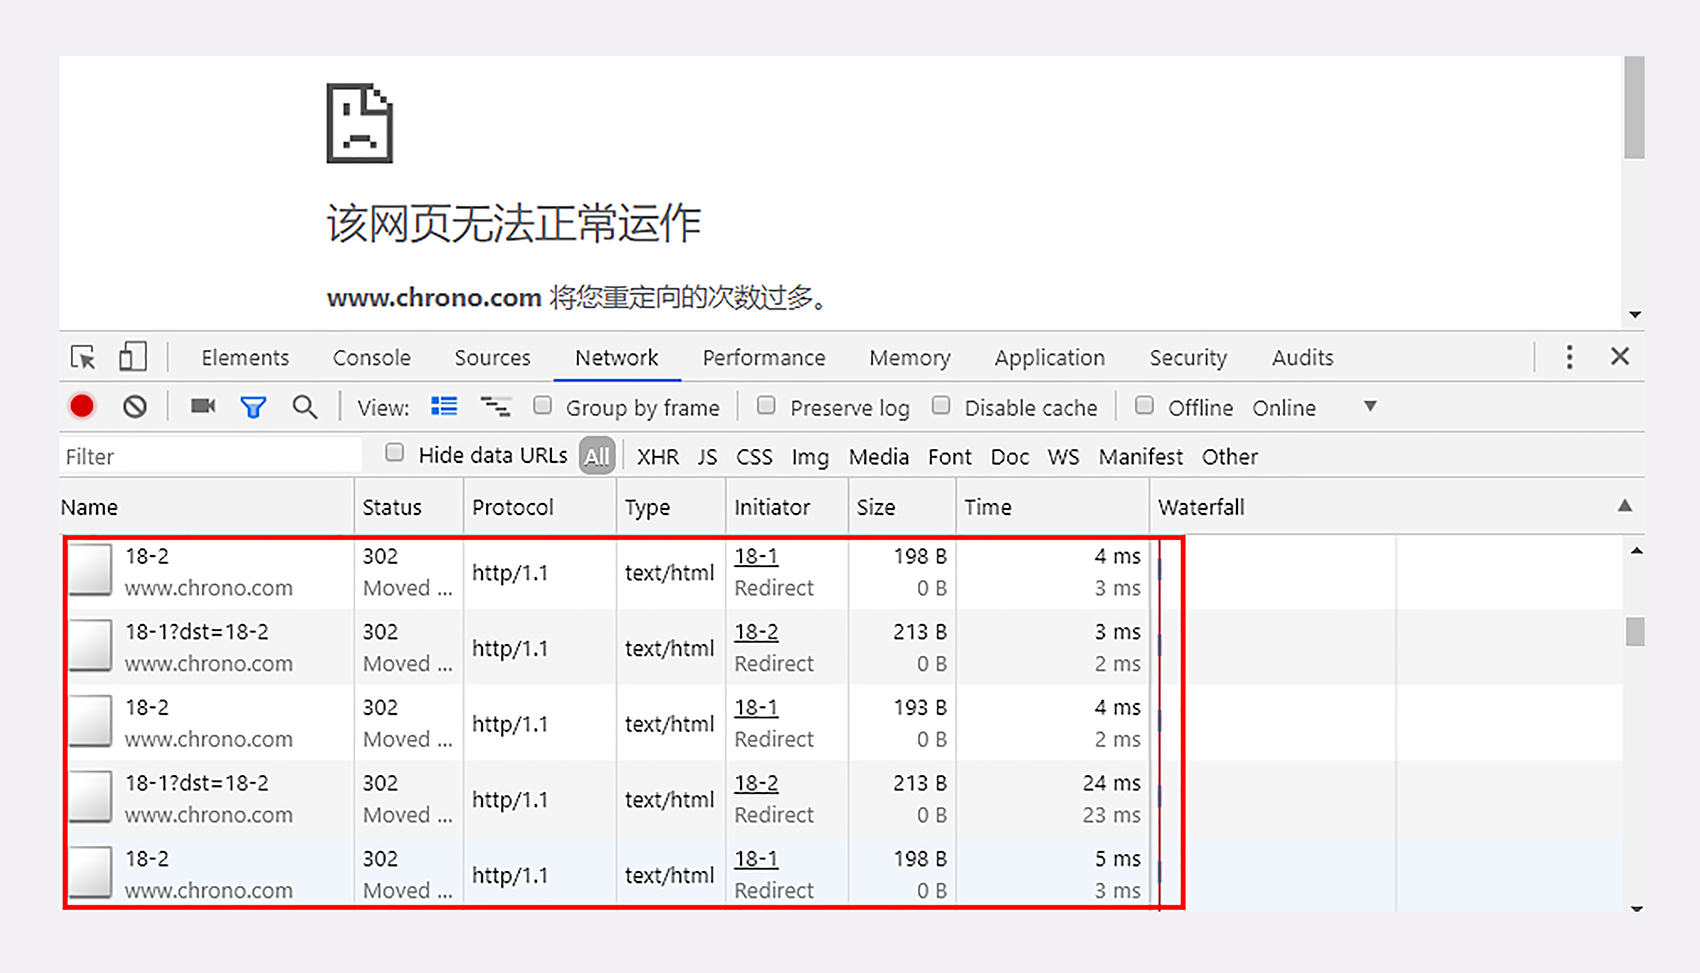 该网页无法正常运作
www.chrono.com 将您重定向的次数过多。
Elements Console Sources Network Performance Memory Application Security Audits
View: Group by frame Preserve log Disable cache Offline Online
Filter Hide data URLs All XHR JS CSS Img Media Font Doc WS Manifest Other
Name Status Protocol Type Initiator Size Time Waterfall
18-2 302 http/1.1 text/html 18-1 198 B 4 ms
www.chrono.com Moved ... Redirect 0 B 3 ms
18-1?dst=18-2 302 http/1.1 text/html 18-2 213 B 3 ms
www.chrono.com Moved ... Redirect 0 B 2 ms
18-2 302 http/1.1 text/html 18-1 193 B 4 ms
www.chrono.com Moved ... Redirect 0 B 2 ms
18-1?dst=18-2 302 http/1.1 text/html 18-2 213 B 24 ms
www.chrono.com Moved ... Redirect 0 B 23 ms
18-2 302 http/1.1 text/html 18-1 198 B 5 ms
www.chrono.com Moved ... Redirect 0 B 3 ms